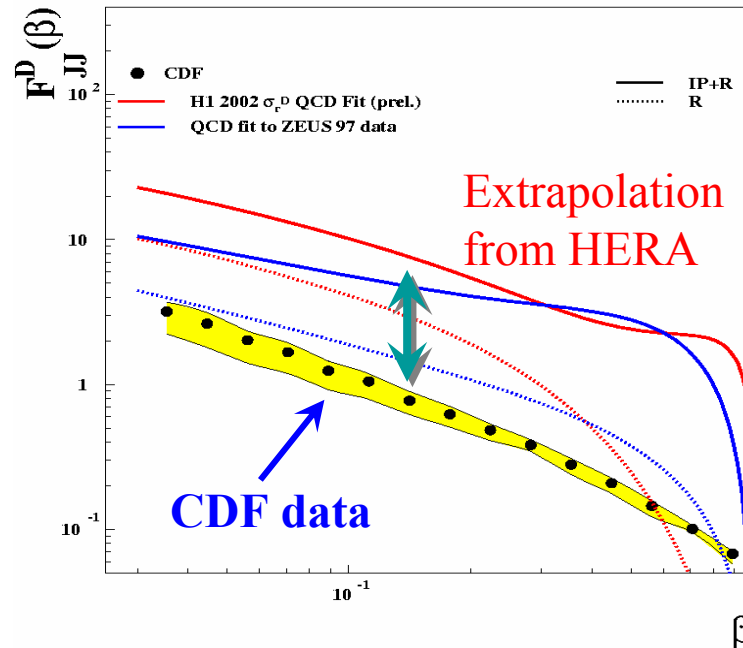 F^D_JJ (β)
CDF
H1 2002 σ_r^D QCD Fit (prel.)
QCD fit to ZEUS 97 data
IP+R
R
10^2
Extrapolation
from HERA
10
1
CDF data
10^-1
10^-1
β